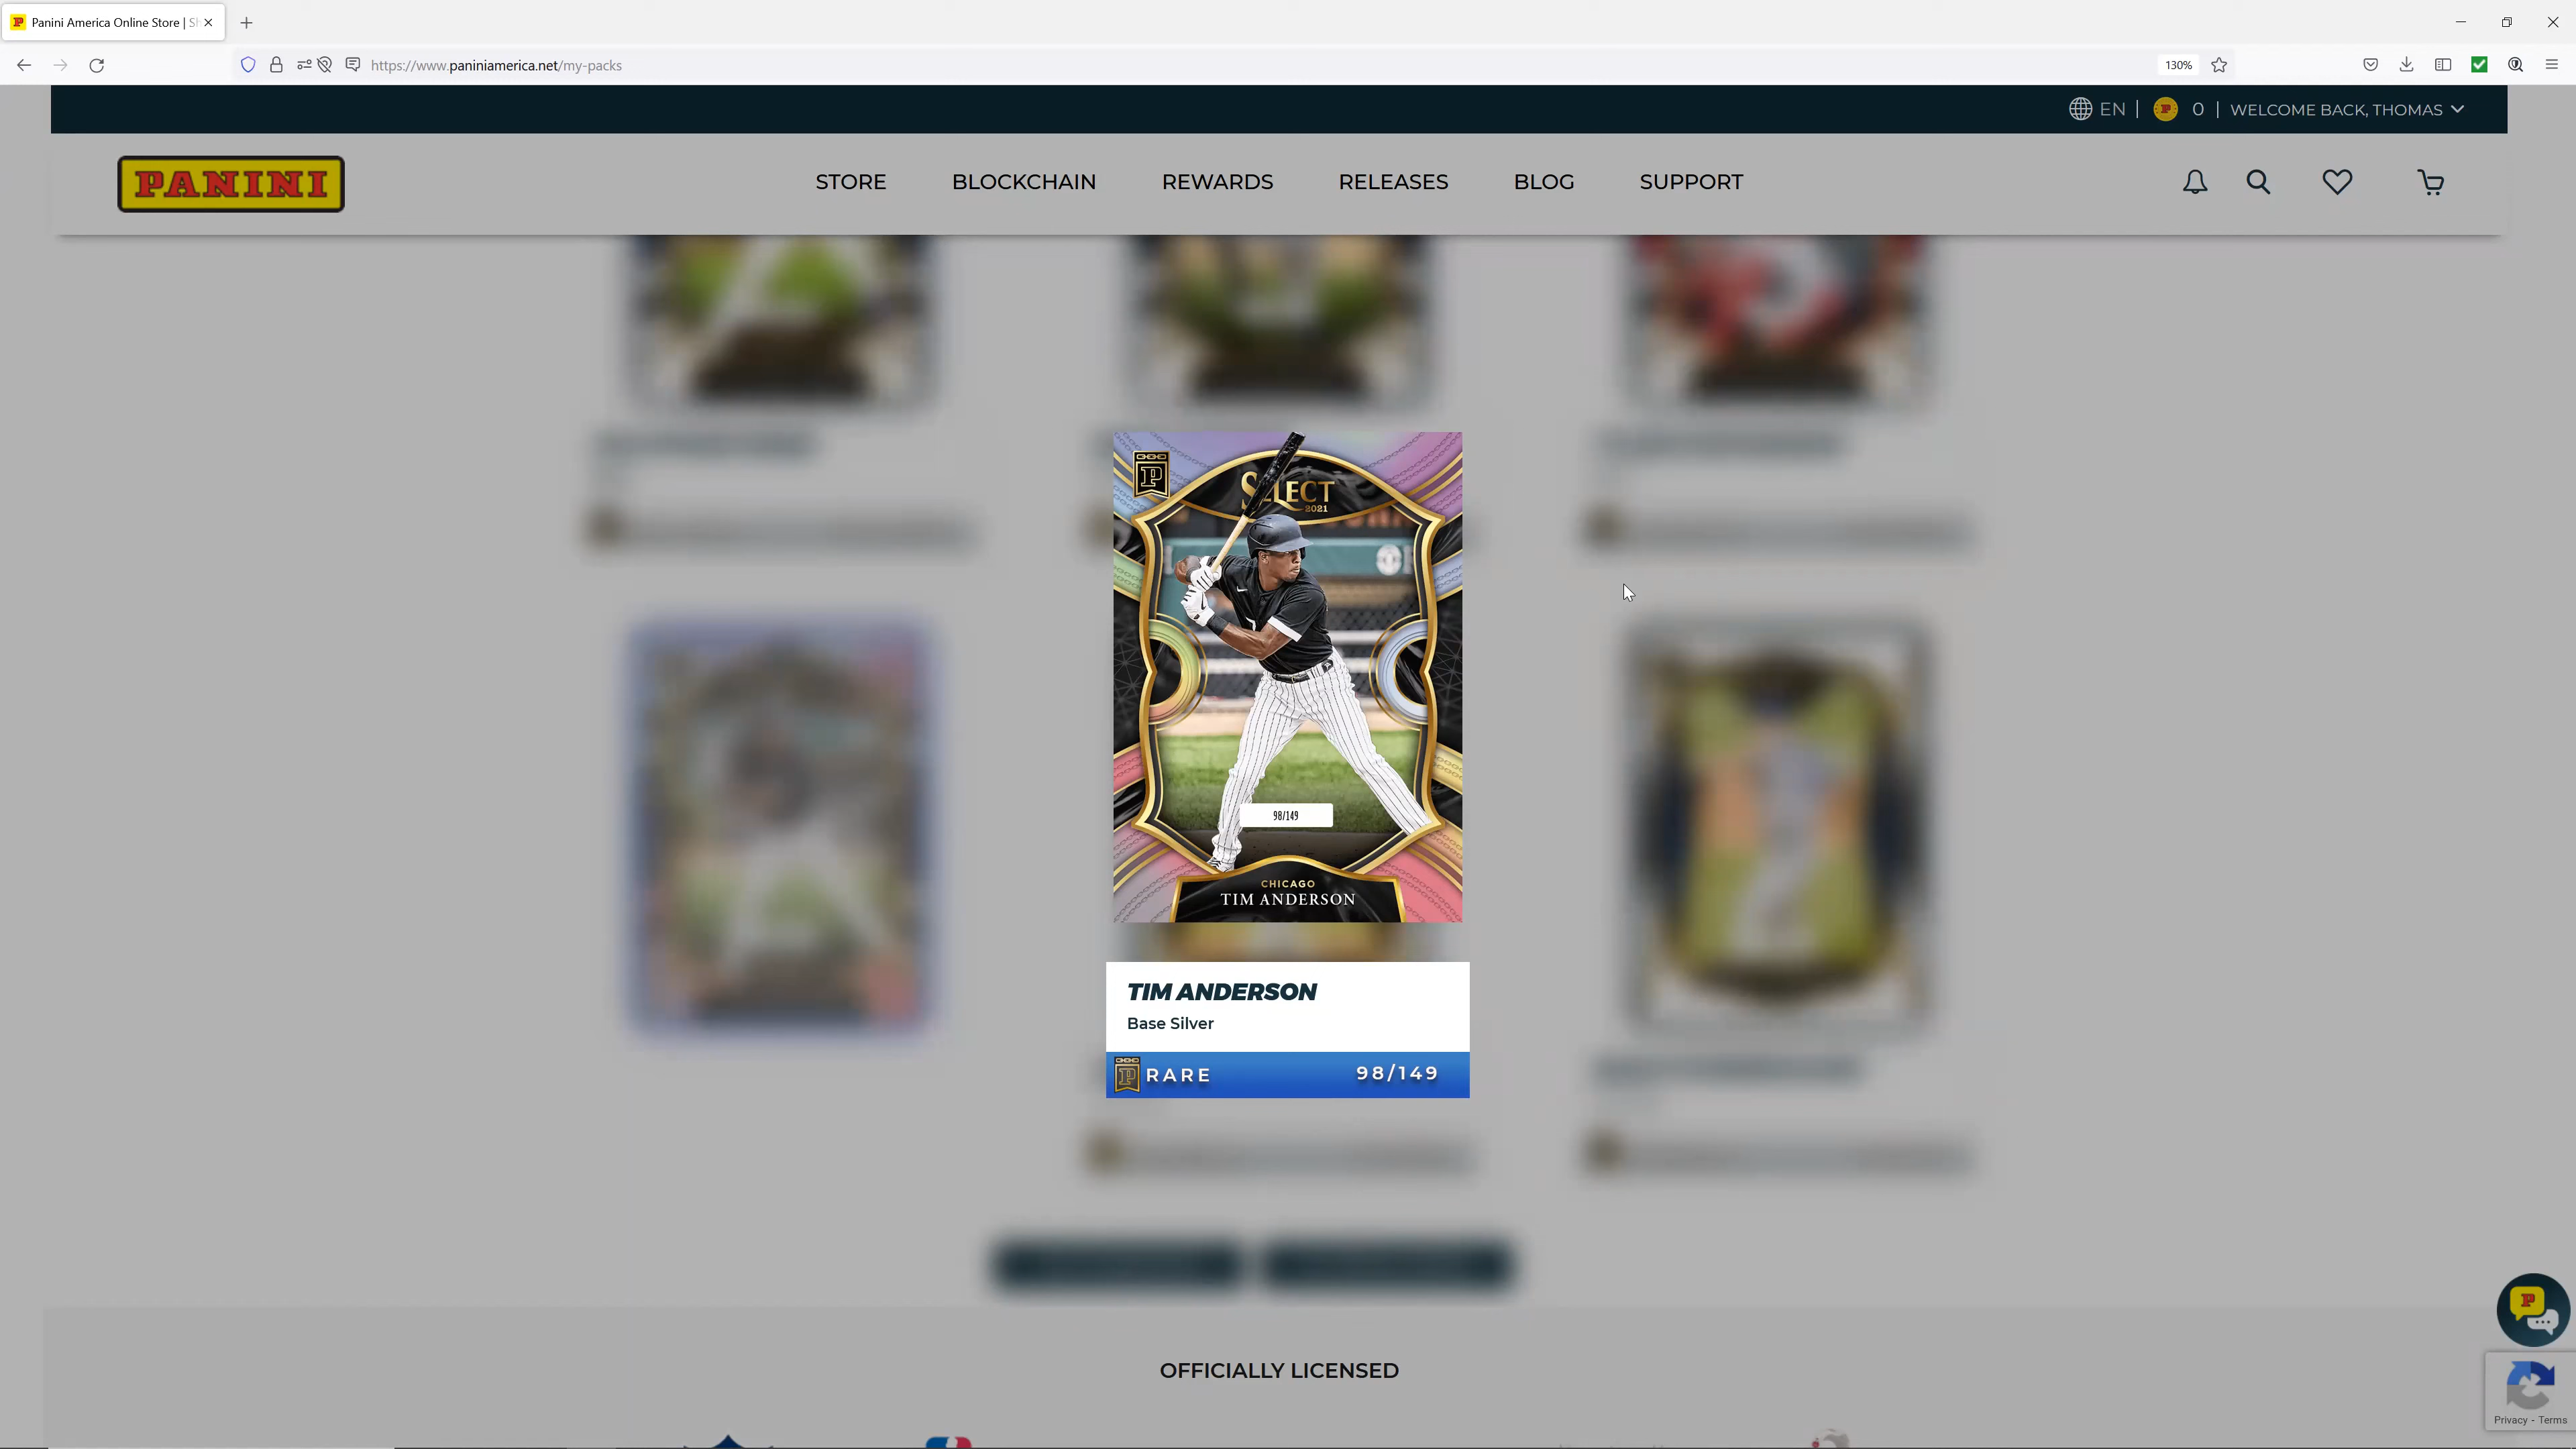 Panini America Online Store | Sh
https://www.paniniamerica.net/my-packs
130%
EN | P 0 | WELCOME BACK, THOMAS
PANINI
STORE
BLOCKCHAIN
REWARDS
RELEASES
BLOG
SUPPORT
P
SELECT
2021
98/149
CHICAGO
TIM ANDERSON
TIM ANDERSON
Base Silver
P RARE 98/149
OFFICIALLY LICENSED
P
Privacy - Terms